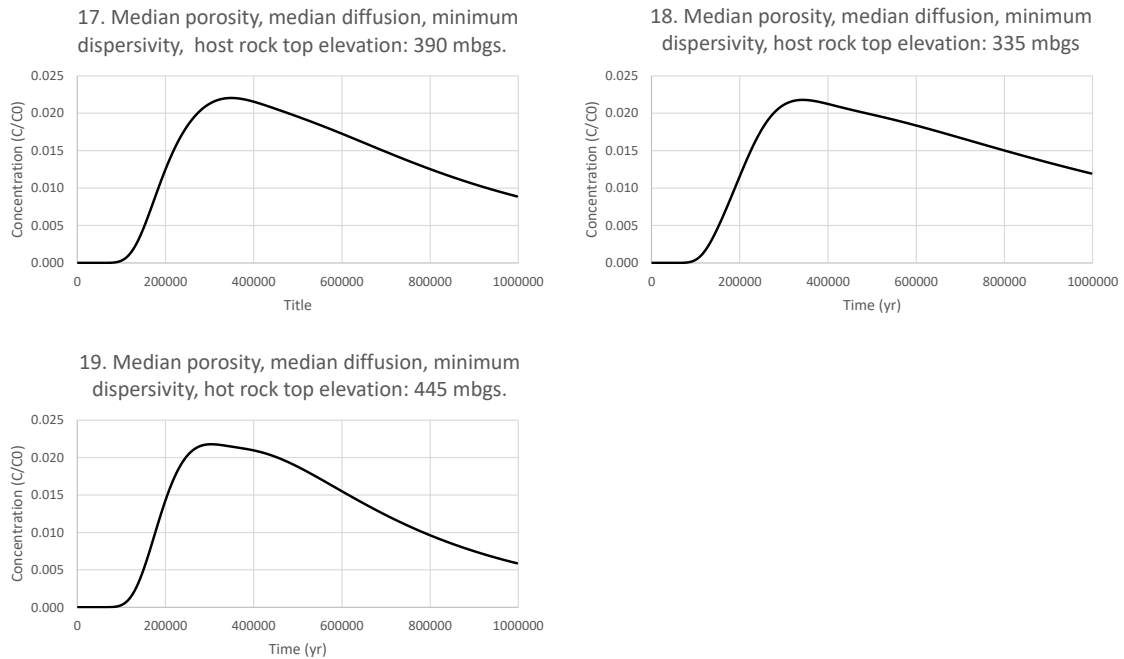 17. Median porosity, median diffusion, minimum
dispersivity, host rock top elevation: 390 mbgs.
0.025
0.020
0.015
0.010
0.005
0.000
Concentration (C/C0)
0 200000 400000 600000 800000 1000000
Title
18. Median porosity, median diffusion, minimum
dispersivity, host rock top elevation: 335 mbgs
0.025
0.020
0.015
0.010
0.005
0.000
Concentration (C/C0)
0 200000 400000 600000 800000 1000000
Time (yr)
19. Median porosity, median diffusion, minimum
dispersivity, hot rock top elevation: 445 mbgs.
0.025
0.020
0.015
0.010
0.005
0.000
Concentration (C/C0)
0 200000 400000 600000 800000 1000000
Time (yr)